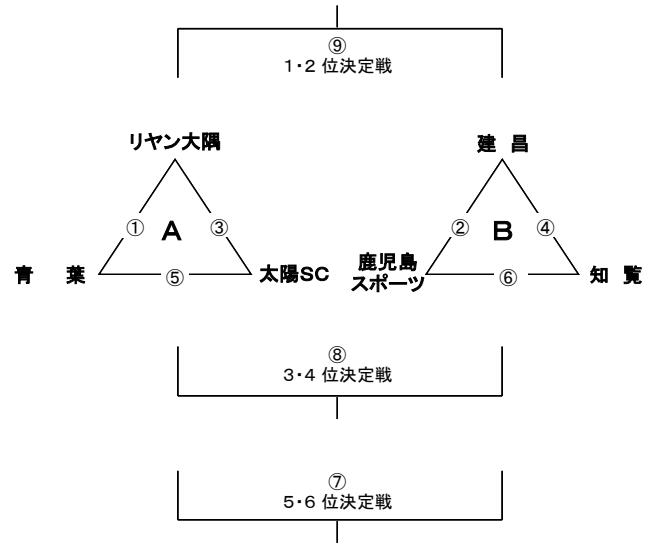 ⑨
1・2 位決定戦
リヤン大隅
建 昌
① A ③
② B ④
青 葉
⑤
太陽SC
鹿児島
スポーツ
⑥
知 覧
⑧
3・4 位決定戦
⑦
5・6 位決定戦